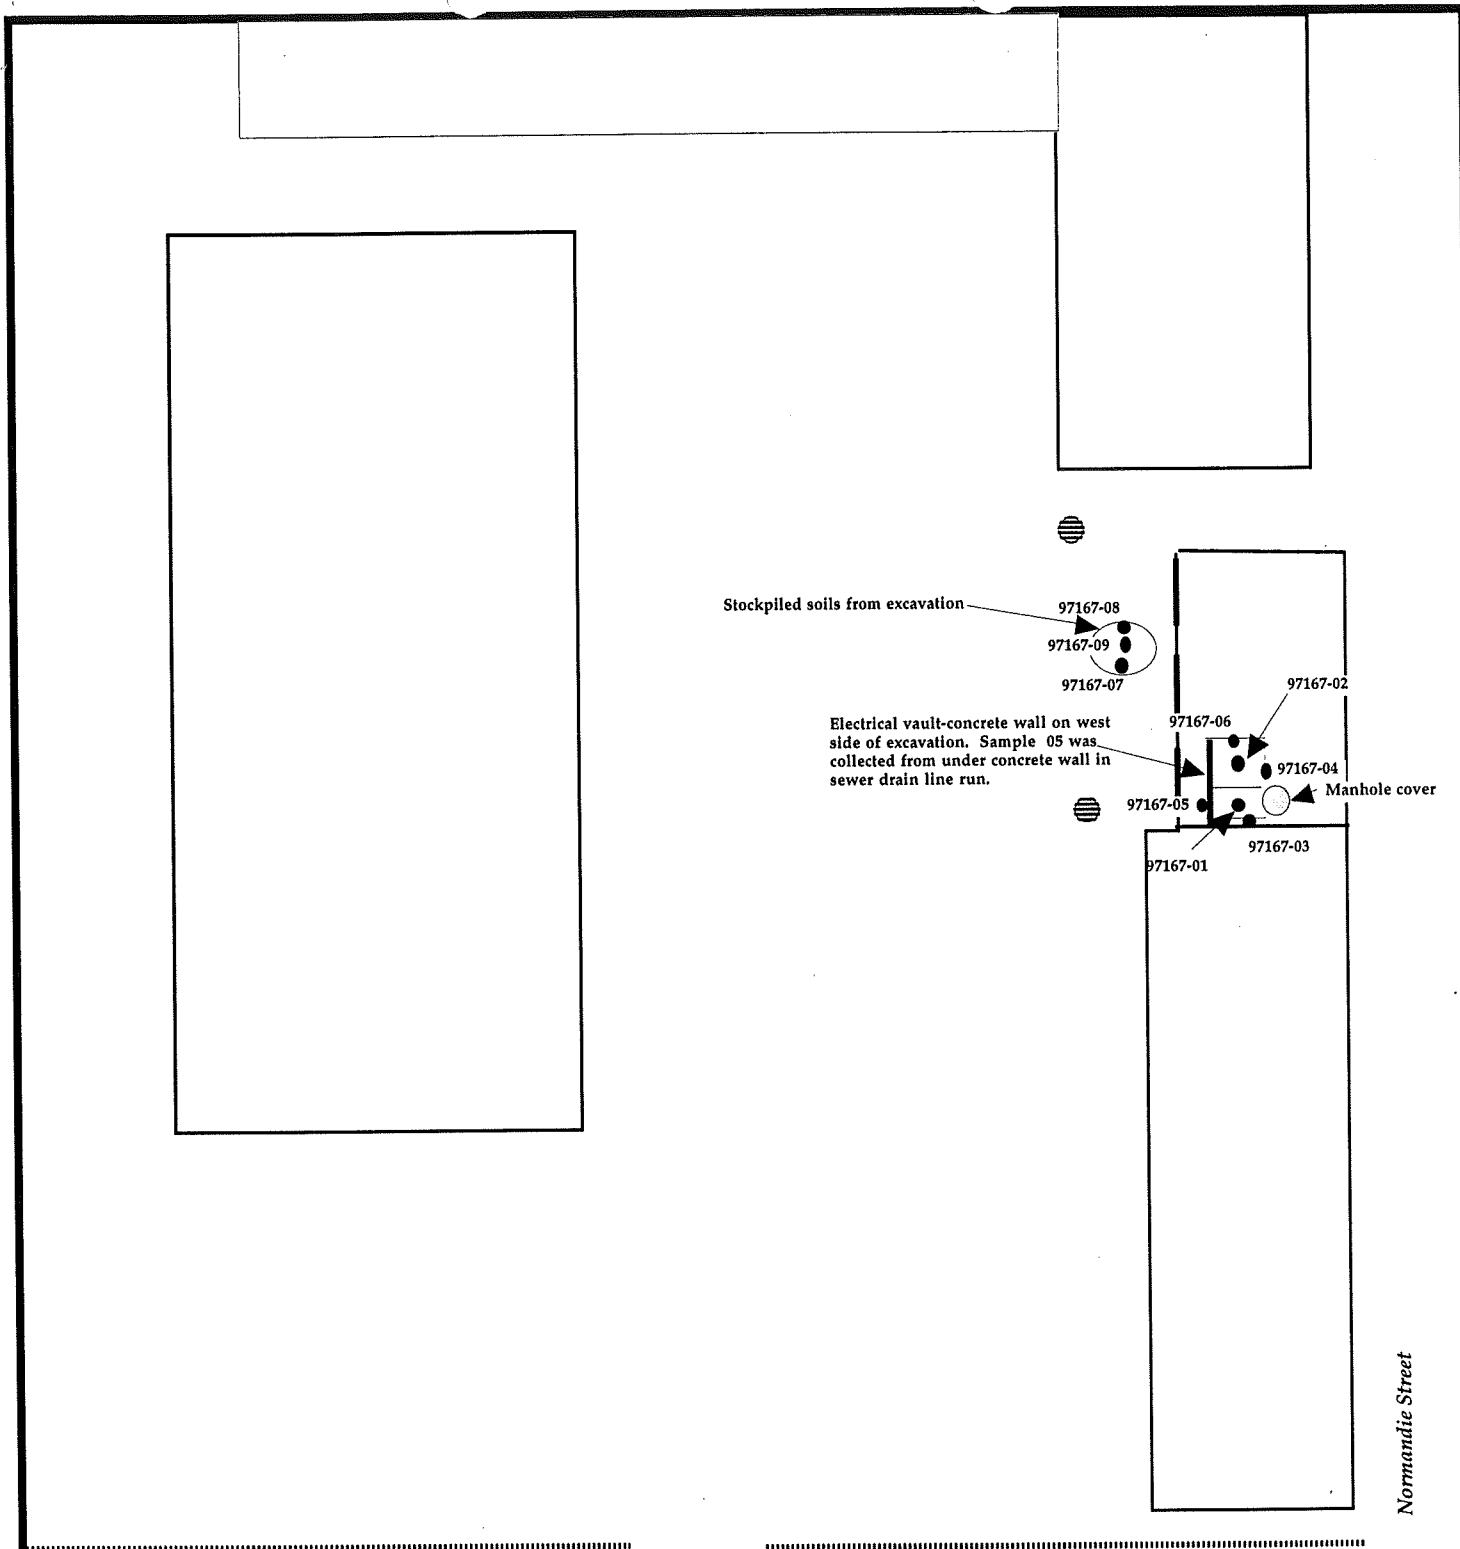 Stockpiled soils from excavation
97167-08
97167-09
97167-07
97167-02
Electrical vault-concrete wall on west
side of excavation. Sample 05 was
collected from under concrete wall in
sewer drain line run.
97167-06
97167-04
Manhole cover
97167-05
97167-03
97167-01
Normandie Street